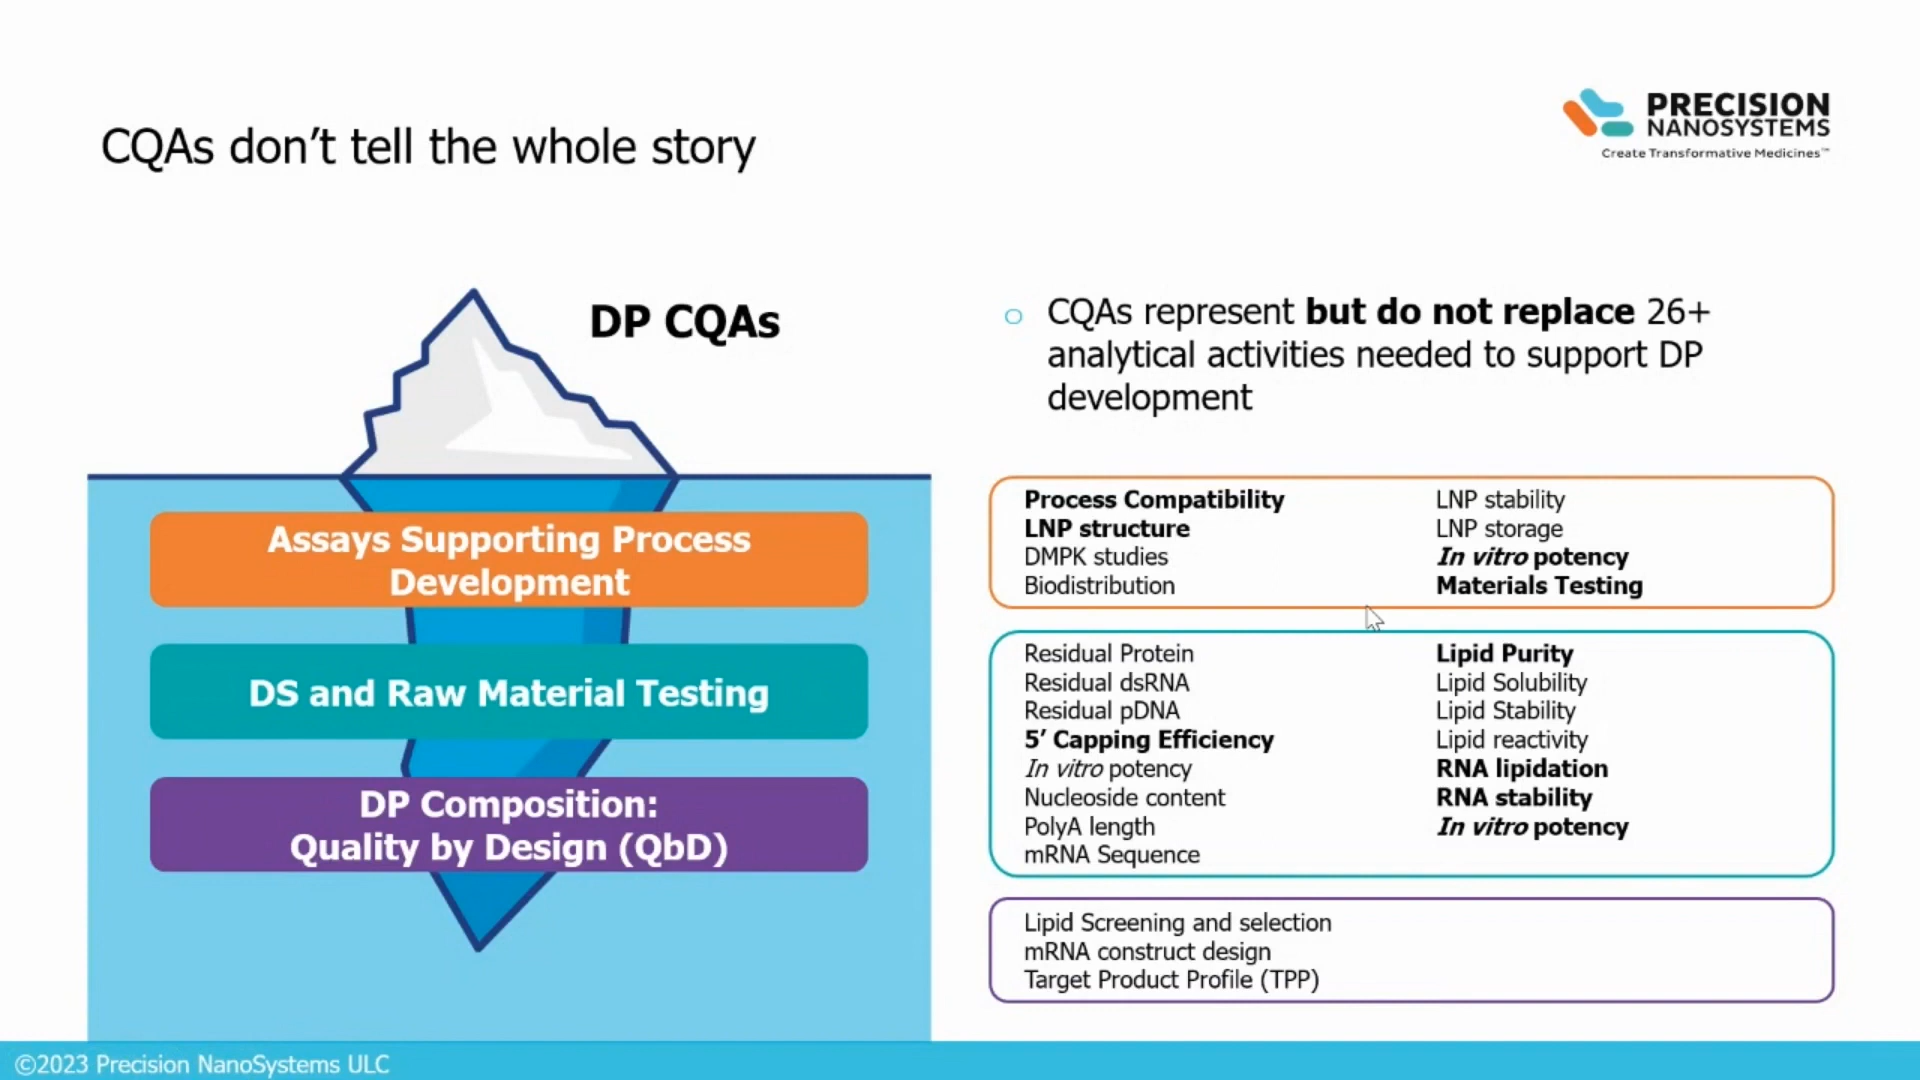 CQAs don’t tell the whole story
PRECISION
NANOSYSTEMS
Create Transformative Medicines™
DP CQAs
Assays Supporting Process
Development
DS and Raw Material Testing
DP Composition:
Quality by Design (QbD)
CQAs represent but do not replace 26+
analytical activities needed to support DP
development
Process Compatibility
LNP structure
DMPK studies
Biodistribution
LNP stability
LNP storage
In vitro potency
Materials Testing
Residual Protein
Residual dsRNA
Residual pDNA
5’ Capping Efficiency
In vitro potency
Nucleoside content
PolyA length
mRNA Sequence
Lipid Purity
Lipid Solubility
Lipid Stability
Lipid reactivity
RNA lipidation
RNA stability
In vitro potency
Lipid Screening and selection
mRNA construct design
Target Product Profile (TPP)
©2023 Precision NanoSystems ULC